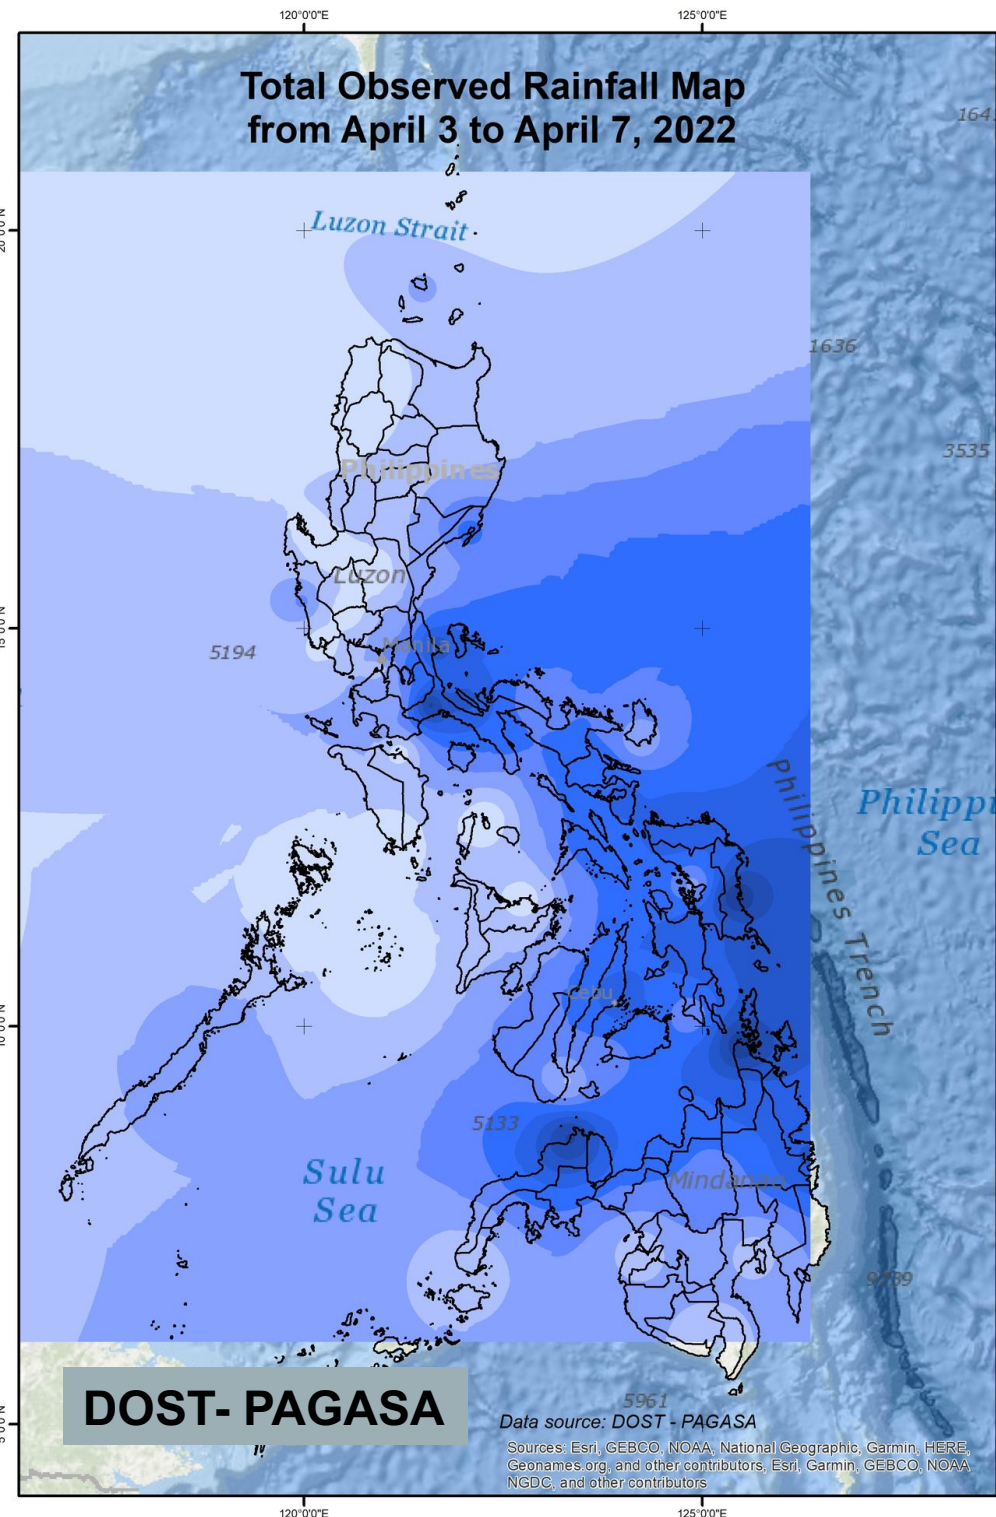 120°0'0"E
125°0'0"E
Total Observed Rainfall Map
from April 3 to April 7, 2022
Luzon Strait
1636
3535
Philippines
Luzon
Manila
5194
Philippines Trench
Sea
Cebu
5133
Mindanao
Sulu
Sea
5961
DOST- PAGASA
Data source: DOST - PAGASA
Sources: Esri, GEBCO, NOAA, National Geographic, Garmin, HERE,
Geonames.org, and other contributors, Esri, Garmin, GEBCO, NOAA
NGDC, and other contributors
120°0'0"E
125°0'0"E